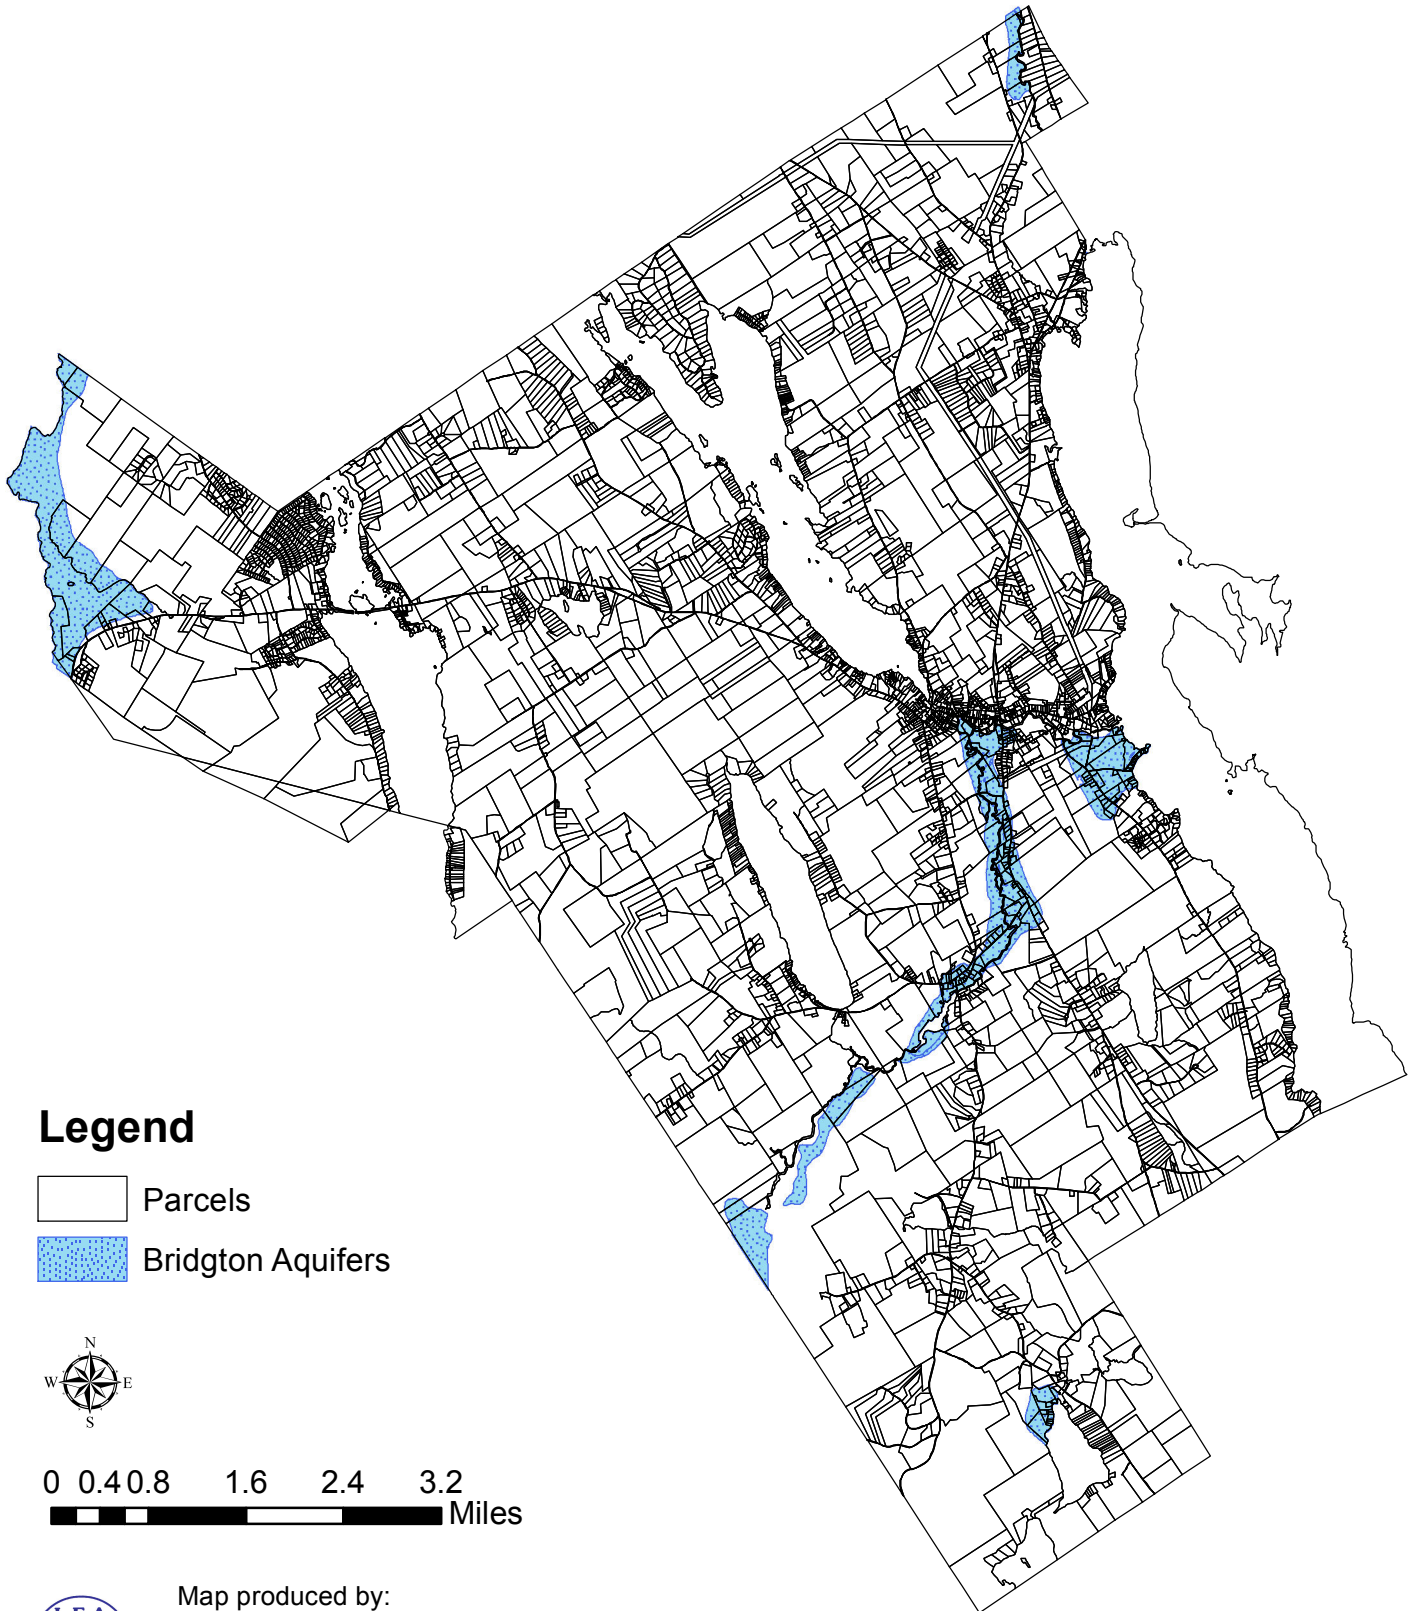 Legend
Parcels
Bridgton Aquifers
N
W E
S
0 0.4 0.8 1.6 2.4 3.2
Miles
Map produced by:
LEA